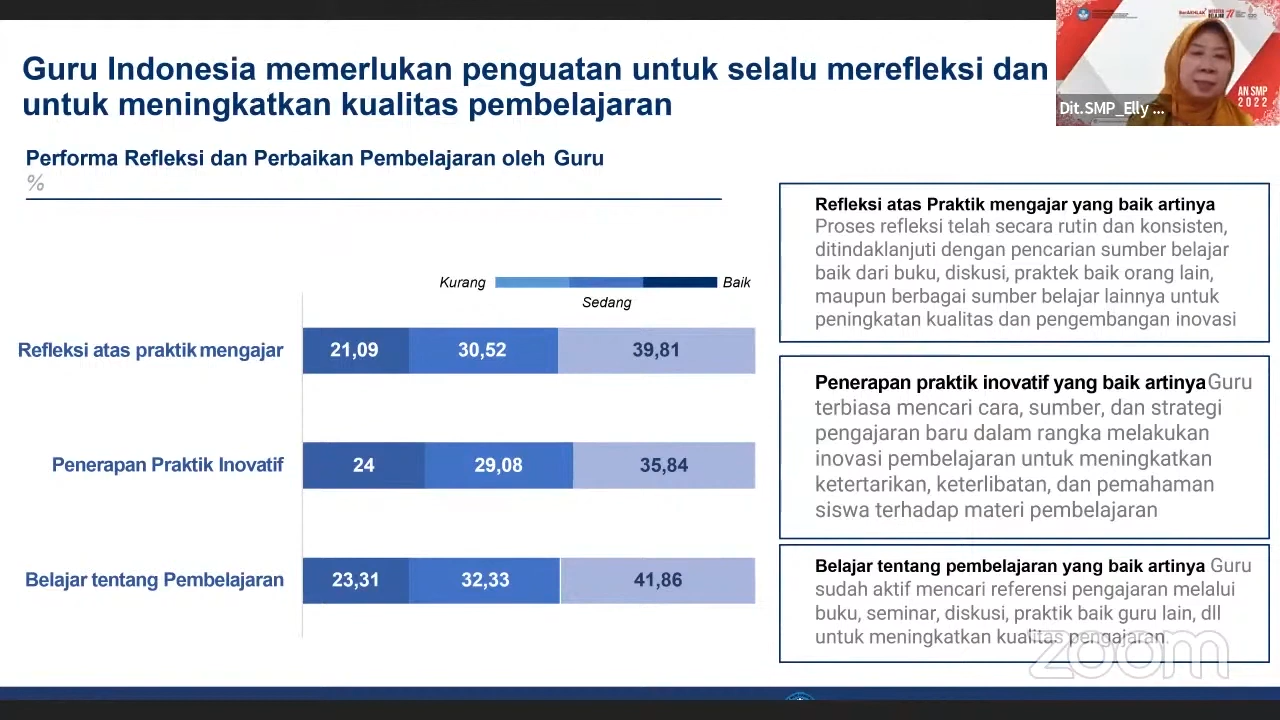 Guru Indonesia memerlukan penguatan untuk selalu merefleksi dan
untuk meningkatkan kualitas pembelajaran
Dit.SMP_Elly ...
AN SMP
2022
Performa Refleksi dan Perbaikan Pembelajaran oleh Guru
%
Kurang
Baik
Sedang
Refleksi atas praktik mengajar 21,09 30,52 39,81
Penerapan Praktik Inovatif 24 29,08 35,84
Belajar tentang Pembelajaran 23,31 32,33 41,86
Refleksi atas Praktik mengajar yang baik artinya
Proses refleksi telah secara rutin dan konsisten,
ditindaklanjuti dengan pencarian sumber belajar
baik dari buku, diskusi, praktek baik orang lain,
maupun berbagai sumber belajar lainnya untuk
peningkatan kualitas dan pengembangan inovasi
Penerapan praktik inovatif yang baik artinya Guru
terbiasa mencari cara, sumber, dan strategi
pengajaran baru dalam rangka melakukan
inovasi pembelajaran untuk meningkatkan
ketertarikan, keterlibatan, dan pemahaman
siswa terhadap materi pembelajaran
Belajar tentang pembelajaran yang baik artinya Guru
sudah aktif mencari referensi pengajaran melalui
buku, seminar, diskusi, praktik baik guru lain, dll
untuk meningkatkan kualitas pengajaran.
zoom